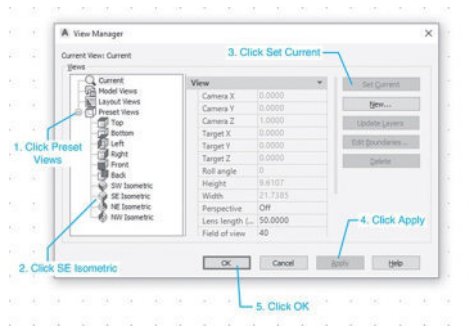 View Manager
Current View: Current
3. Click Set Current
Views
Current
Model Views
Layout Views
Preset Views
Top
Bottom
Left
Right
Front
Back
SW Isometric
SE Isometric
NE Isometric
NW Isometric
1. Click Preset
Views
2. Click SE Isometric
View
Camera X 0.0000
Camera Y 0.0000
Camera Z 1.0000
Target X 0.0000
Target Y 0.0000
Target Z 0.0000
Roll angle 0
Height 9.6107
Width 21.7385
Perspective Off
Lens length (... 50.0000
Field of view 40
Set Current
New...
Update Layers
Edit Boundaries...
Delete
4. Click Apply
OK
Cancel
Apply
Help
5. Click OK